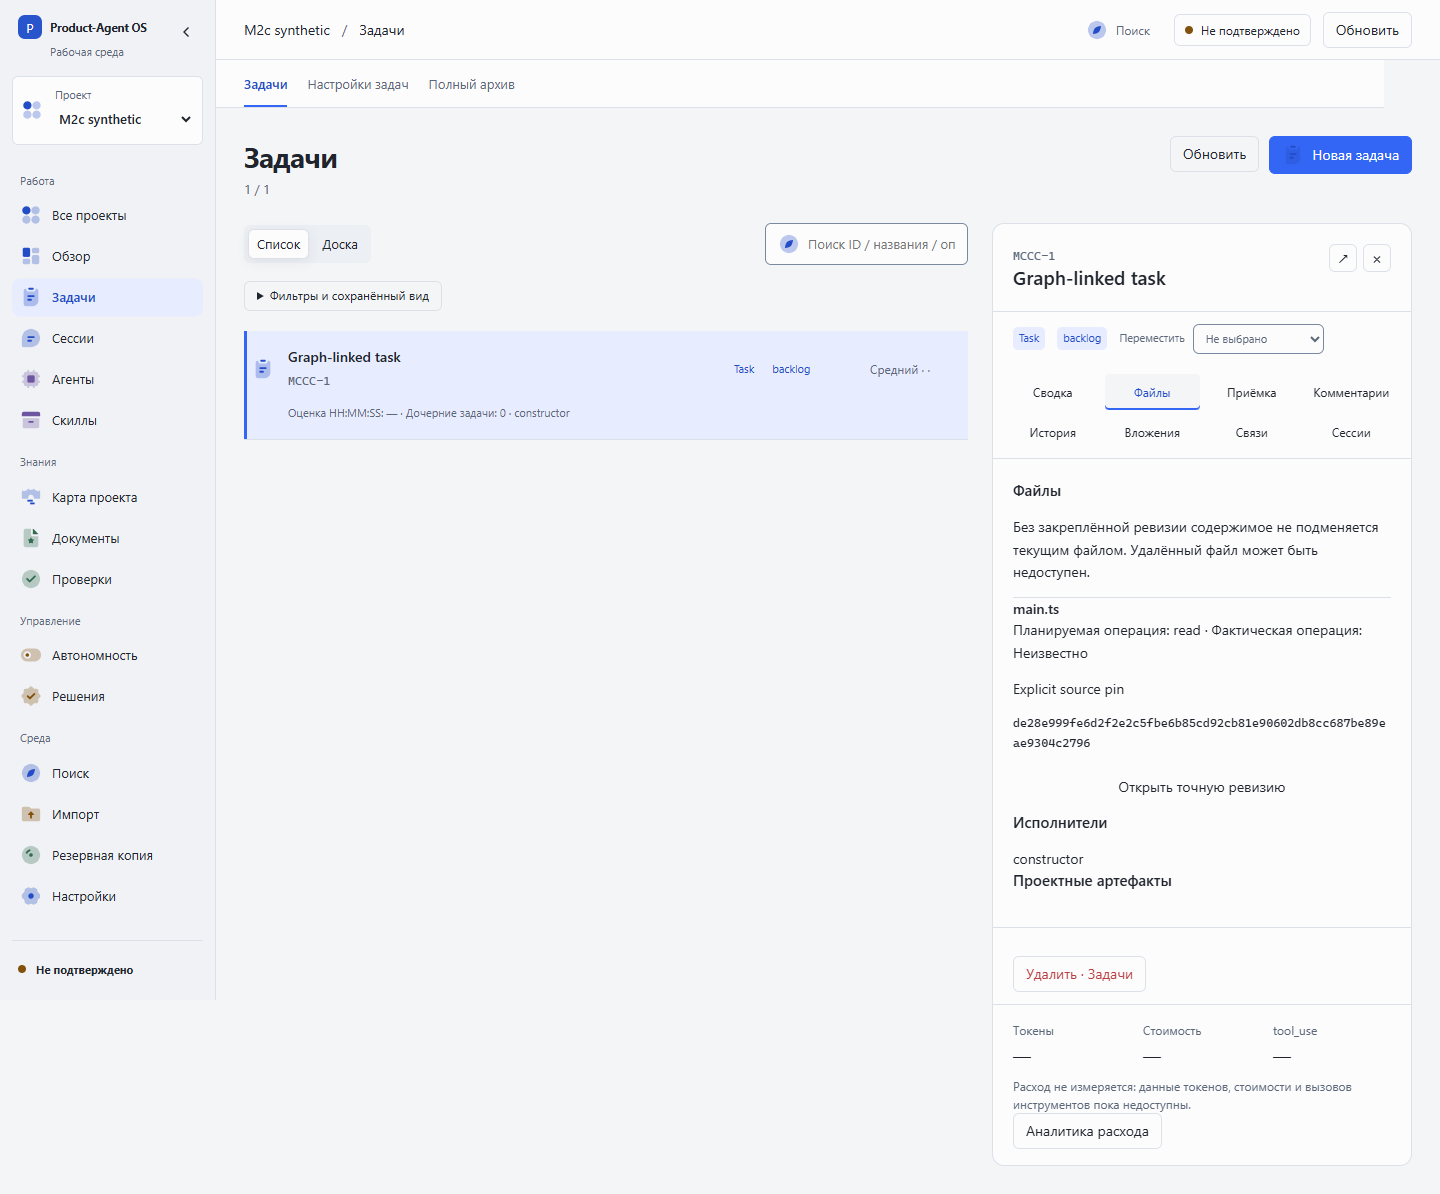 P Product-Agent OS
Рабочая среда
Проект
M2c synthetic
Работа
Все проекты
Обзор
Задачи
Сессии
Агенты
Скиллы
Знания
Карта проекта
Документы
Проверки
Управление
Автономность
Решения
Среда
Поиск
Импорт
Резервная копия
Настройки
Не подтверждено
M2c synthetic / Задачи
Поиск
Не подтверждено
Обновить
Задачи Настройки задач Полный архив
Задачи
1 / 1
Обновить
Новая задача
Список Доска
Поиск ID / названия / оп
Фильтры и сохранённый вид
Graph-linked task
MCCC-1
Task backlog Средний · ·
Оценка HH:MM:SS: — · Дочерние задачи: 0 · constructor
MCCC-1
Graph-linked task
↗ ×
Task backlog Переместить Не выбрано
Сводка Файлы Приёмка Комментарии
История Вложения Связи Сессии
Файлы
Без закреплённой ревизии содержимое не подменяется
текущим файлом. Удалённый файл может быть
недоступен.
main.ts
Планируемая операция: read · Фактическая операция:
Неизвестно
Explicit source pin
de28e999fe6d2f2e2c5fbe6b85cd92cb81e90602db8cc687be89e
ae9304c2796
Открыть точную ревизию
Исполнители
constructor
Проектные артефакты
Удалить · Задачи
Токены Стоимость tool_use
— — —
Расход не измеряется: данные токенов, стоимости и вызовов
инструментов пока недоступны.
Аналитика расхода